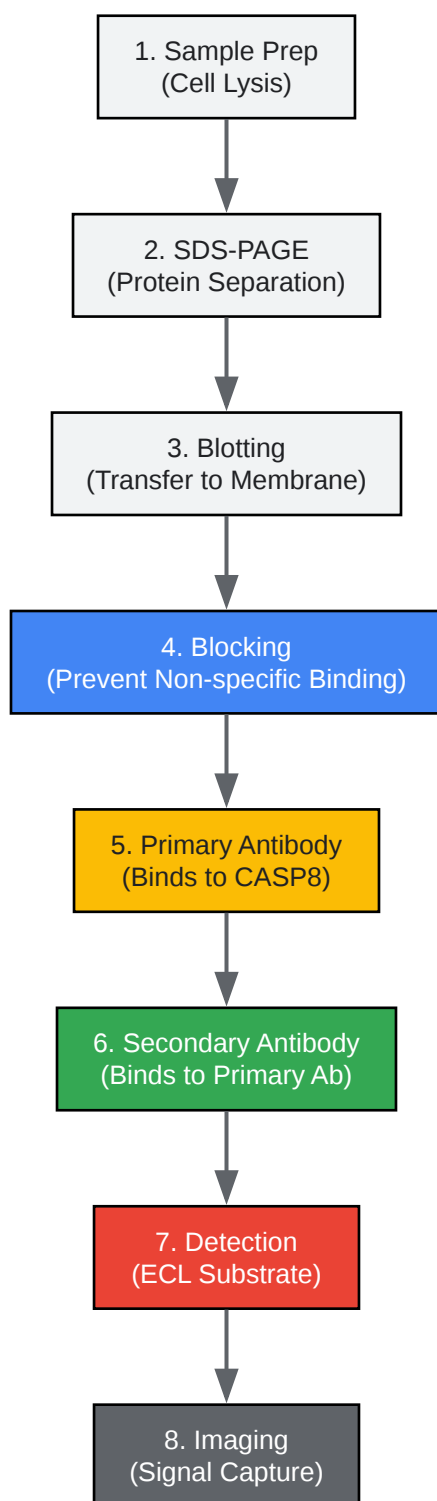 1. Sample Prep
(Cell Lysis)
2. SDS-PAGE
(Protein Separation)
3. Blotting
(Transfer to Membrane)
4. Blocking
(Prevent Non-specific Binding)
5. Primary Antibody
(Binds to CASP8)
6. Secondary Antibody
(Binds to Primary Ab)
7. Detection
(ECL Substrate)
8. Imaging
(Signal Capture)